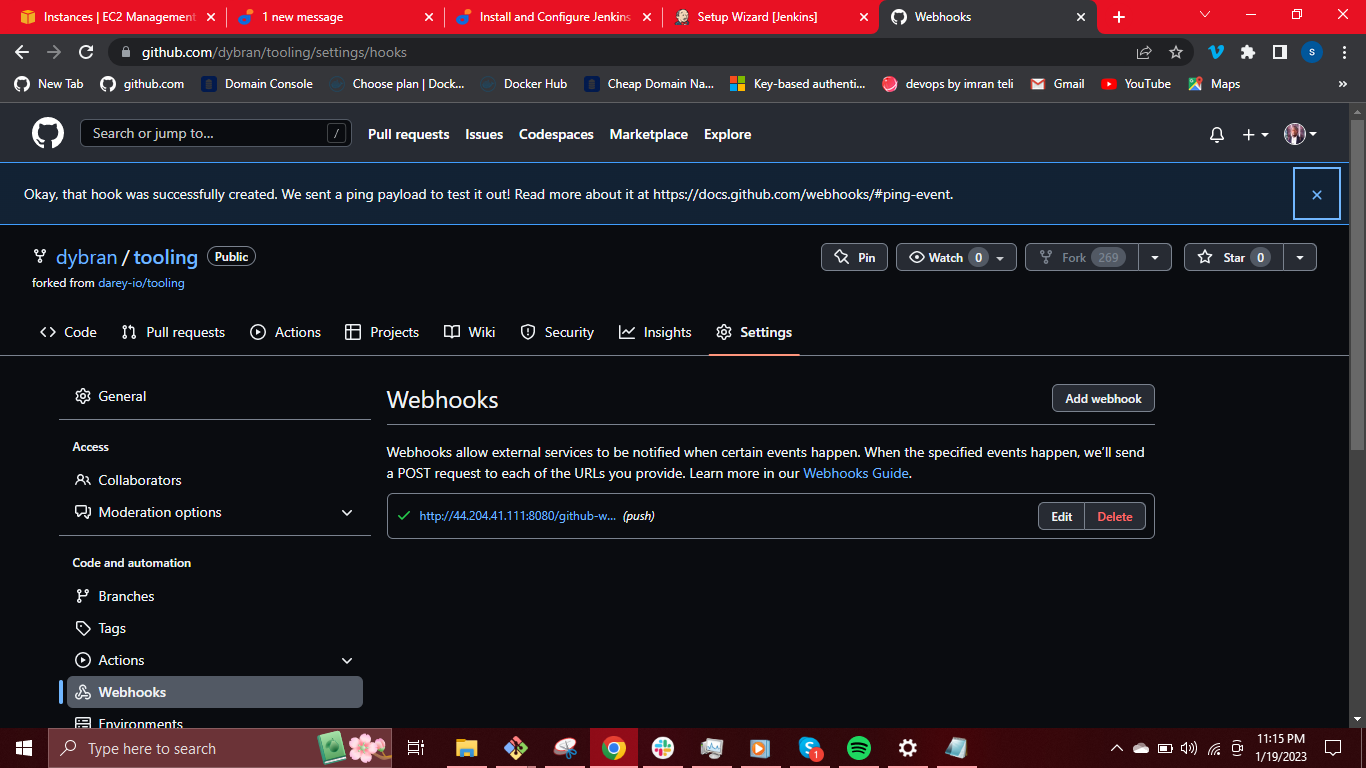 Instances | EC2 Management
1 new message
Install and Configure Jenkins
Setup Wizard [Jenkins]
Webhooks
github.com/dybran/tooling/settings/hooks
S
New Tab
github.com
Domain Console
Choose plan | Dock...
Docker Hub
Cheap Domain Na...
Key-based authenti...
devops by imran teli
Gmail
YouTube
Maps
»
Search or jump to...
/
Pull requests
Issues
Codespaces
Marketplace
Explore
Okay, that hook was successfully created. We sent a ping payload to test it out! Read more about it at https://docs.github.com/webhooks/#ping-event.
dybran / tooling
Public
Pin
Watch 0
Fork 269
Star 0
forked from darey-io/tooling
Code
Pull requests
Actions
Projects
Wiki
Security
Insights
Settings
General
Access
Collaborators
Moderation options
Code and automation
Branches
Tags
Actions
Webhooks
Environments
Webhooks
Add webhook
Webhooks allow external services to be notified when certain events happen. When the specified events happen, we'll send
a POST request to each of the URLs you provide. Learn more in our Webhooks Guide.
http://44.204.41.111:8080/github-w... (push)
Edit
Delete
Type here to search
1
11:15 PM
1/19/2023